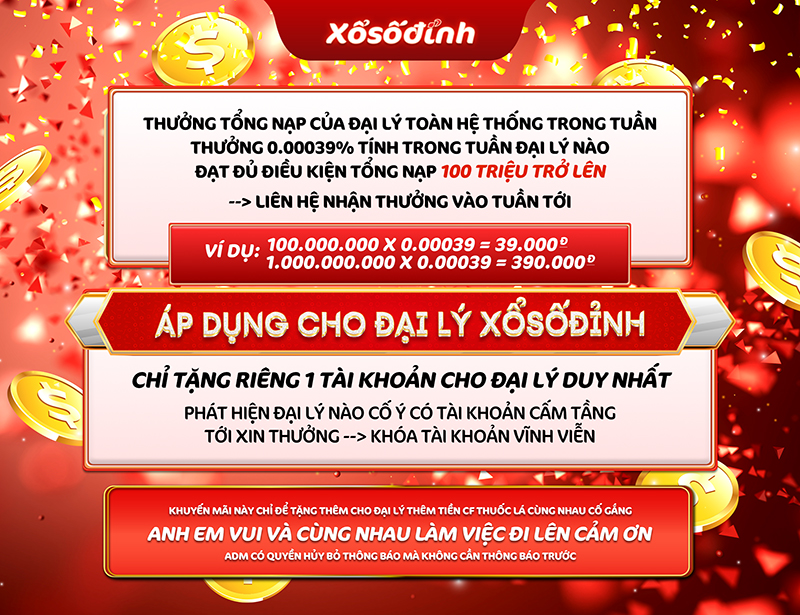 Xổsốđỉnh
THƯỞNG TỔNG NẠP CỦA ĐẠI LÝ TOÀN HỆ THỐNG TRONG TUẦN
THƯỞNG 0.00039% TÍNH TRONG TUẦN ĐẠI LÝ NÀO
ĐẠT ĐỦ ĐIỀU KIỆN TỔNG NẠP 100 TRIỆU TRỞ LÊN
--> LIÊN HỆ NHẬN THƯỞNG VÀO TUẦN TỚI
VÍ DỤ: 100.000.000 X 0.00039 = 39.000Đ
1.000.000.000 X 0.00039 = 390.000Đ
ÁP DỤNG CHO ĐẠI LÝ XỔSỐĐỈNH
CHỈ TẶNG RIÊNG 1 TÀI KHOẢN CHO ĐẠI LÝ DUY NHẤT
PHÁT HIỆN ĐẠI LÝ NÀO CỐ Ý CÓ TÀI KHOẢN CẤM TẦNG
TỚI XIN THƯỞNG --> KHÓA TÀI KHOẢN VĨNH VIỄN
KHUYẾN MÃI NÀY CHỈ ĐỂ TẶNG THÊM CHO ĐẠI LÝ THÊM TIỀN CF THUỐC LÁ CÙNG NHAU CỐ GẮNG
ANH EM VUI VÀ CÙNG NHAU LÀM VIỆC ĐI LÊN CẢM ƠN
ADM CÓ QUYỀN HỦY BỎ THÔNG BÁO MÀ KHÔNG CẦN THÔNG BÁO TRƯỚC